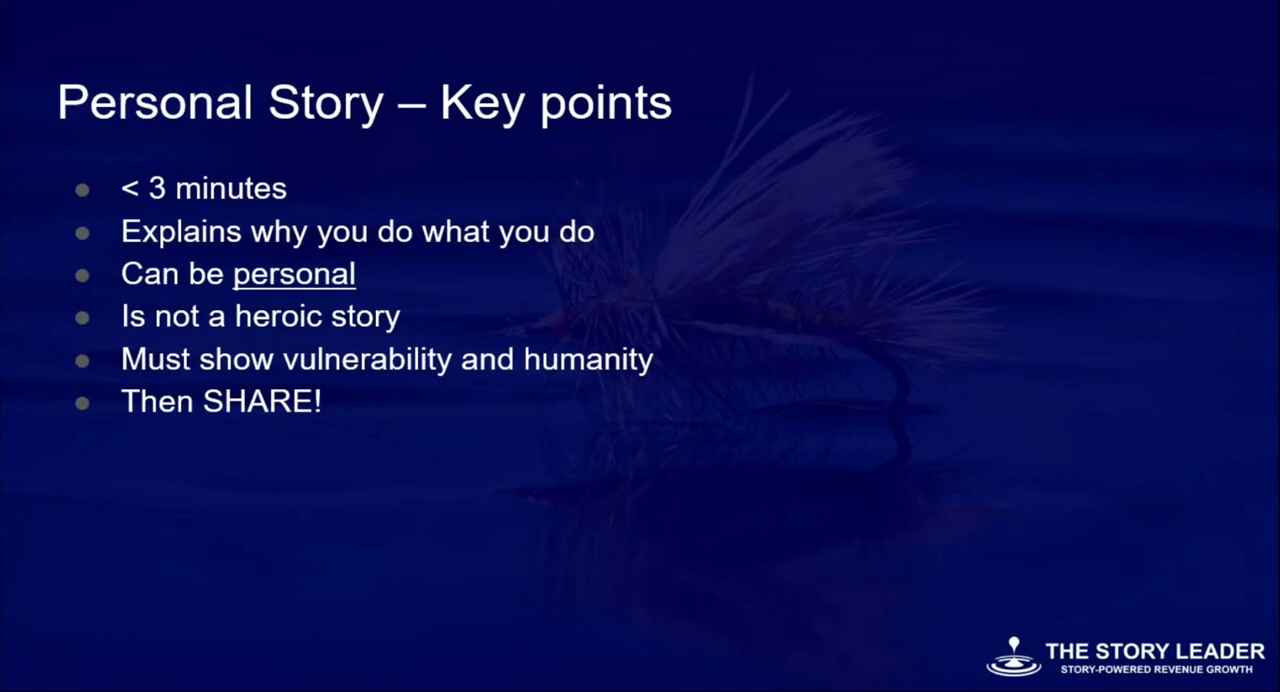 Personal Story – Key points
< 3 minutes
Explains why you do what you do
Can be personal
Is not a heroic story
Must show vulnerability and humanity
Then SHARE!
THE STORY LEADER
STORY-POWERED REVENUE GROWTH